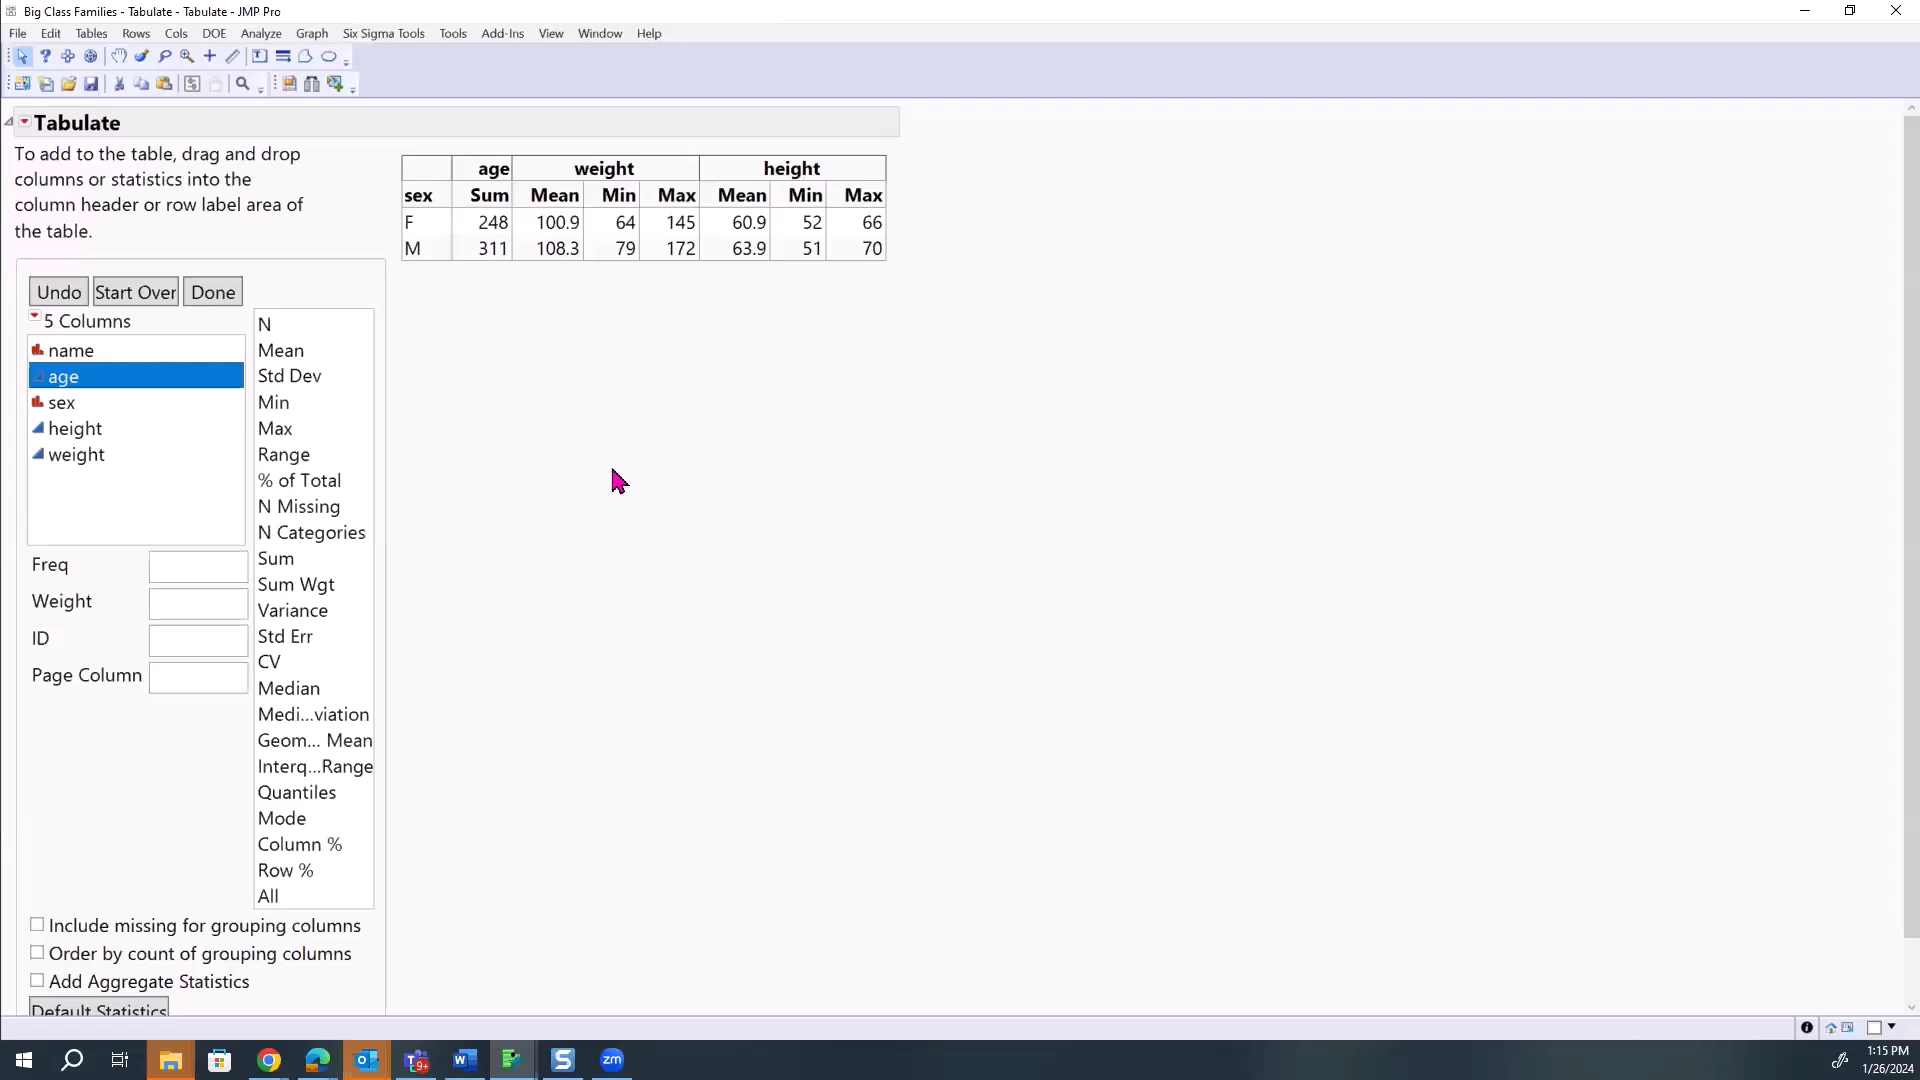 Big Class Families - Tabulate - Tabulate - JMP Pro
File Edit Tables Rows Cols DOE Analyze Graph Six Sigma Tools Tools Add-Ins View Window Help
Tabulate
To add to the table, drag and drop
columns or statistics into the
column header or row label area of
the table.
age weight height
sex Sum Mean Min Max Mean Min Max
F 248 100.9 64 145 60.9 52 66
M 311 108.3 79 172 63.9 51 70
Undo Start Over Done
5 Columns
name
age
sex
height
weight
N
Mean
Std Dev
Min
Max
Range
% of Total
N Missing
N Categories
Sum
Sum Wgt
Variance
Std Err
CV
Median
Medi...viation
Geom... Mean
Interq...Range
Quantiles
Mode
Column %
Row %
All
Freq
Weight
ID
Page Column
Include missing for grouping columns
Order by count of grouping columns
Add Aggregate Statistics
Default Statistics
9+
zm
1:15 PM
1/26/2024